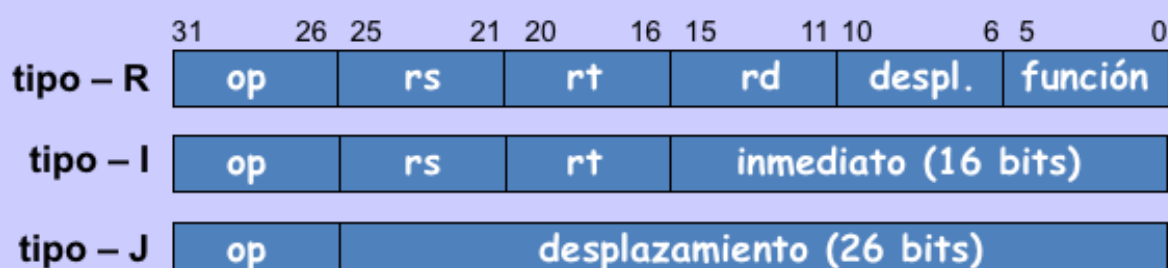 31 26 25 21 20 16 15 11 10 6 5 0
tipo – R op rs rt rd despl. función
tipo – I op rs rt inmediato (16 bits)
tipo – J op desplazamiento (26 bits)